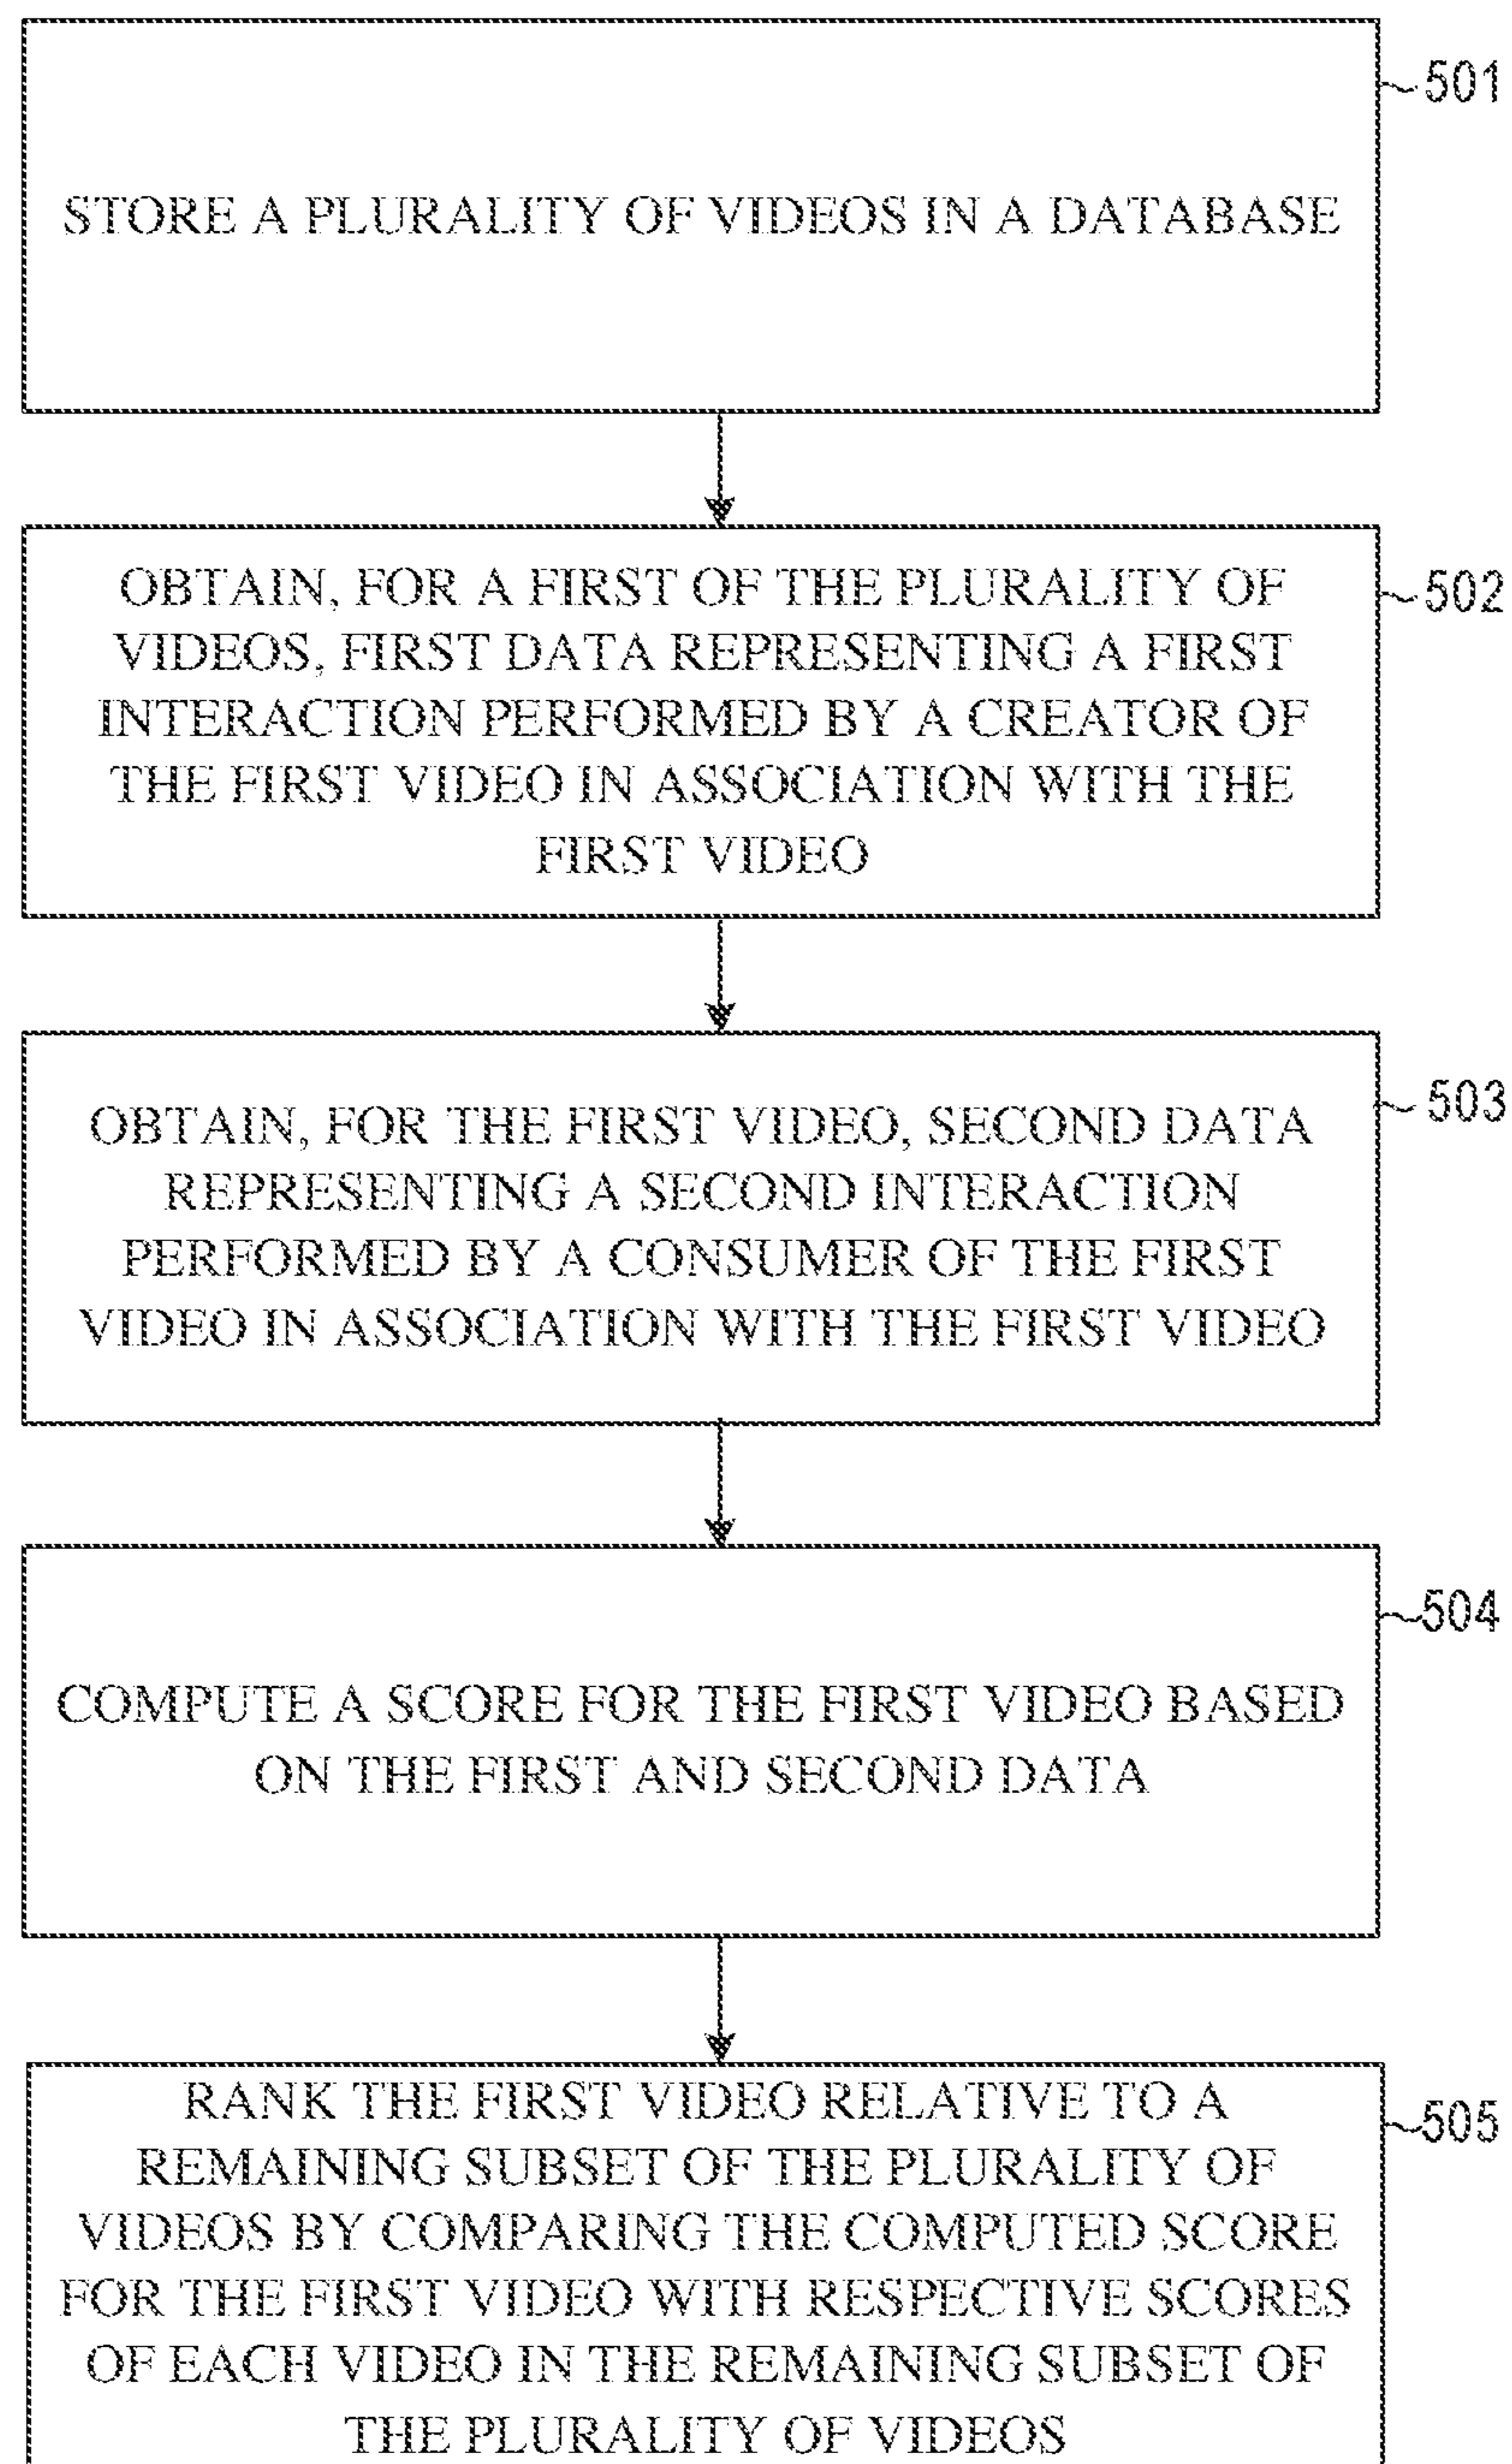 501
STORE A PLURALITY OF VIDEOS IN A DATABASE
502
OBTAIN, FOR A FIRST OF THE PLURALITY OF
VIDEOS, FIRST DATA REPRESENTING A FIRST
INTERACTION PERFORMED BY A CREATOR OF
THE FIRST VIDEO IN ASSOCIATION WITH THE
FIRST VIDEO
503
OBTAIN, FOR THE FIRST VIDEO, SECOND DATA
REPRESENTING A SECOND INTERACTION
PERFORMED BY A CONSUMER OF THE FIRST
VIDEO IN ASSOCIATION WITH THE FIRST VIDEO
504
COMPUTE A SCORE FOR THE FIRST VIDEO BASED
ON THE FIRST AND SECOND DATA
505
RANK THE FIRST VIDEO RELATIVE TO A
REMAINING SUBSET OF THE PLURALITY OF
VIDEOS BY COMPARING THE COMPUTED SCORE
FOR THE FIRST VIDEO WITH RESPECTIVE SCORES
OF EACH VIDEO IN THE REMAINING SUBSET OF
THE PLURALITY OF VIDEOS